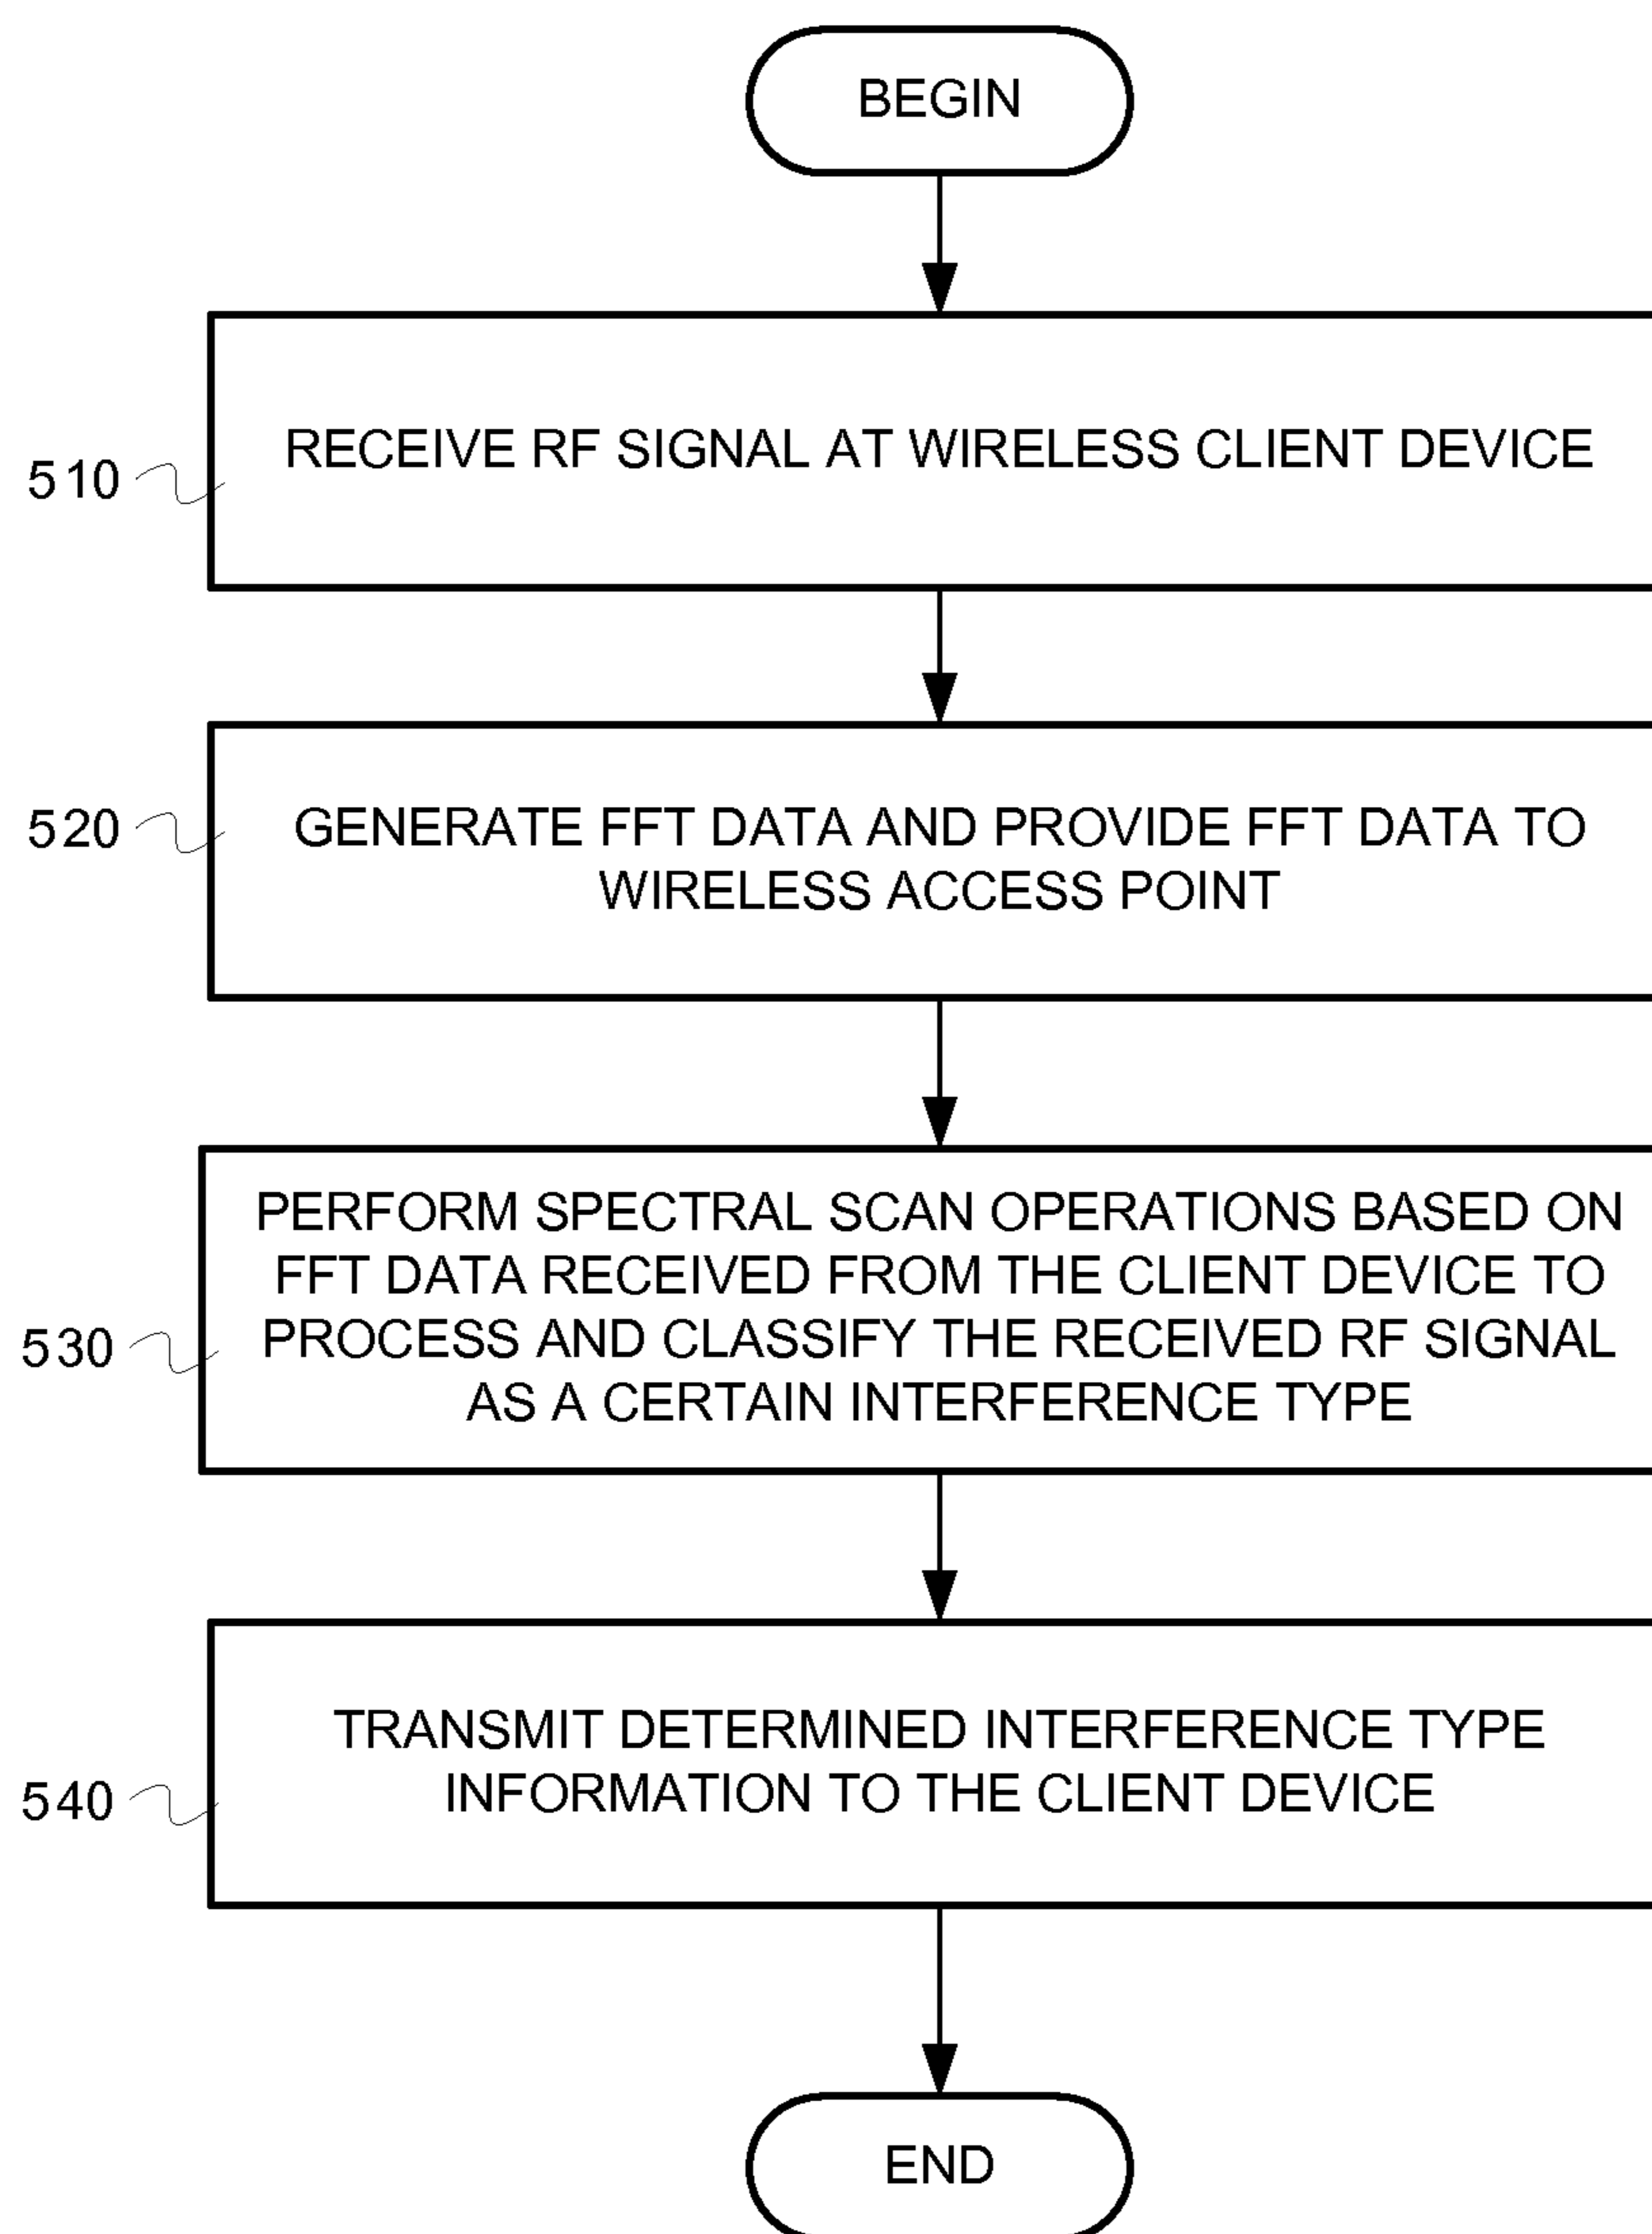 BEGIN
510
RECEIVE RF SIGNAL AT WIRELESS CLIENT DEVICE
520
GENERATE FFT DATA AND PROVIDE FFT DATA TO
WIRELESS ACCESS POINT
530
PERFORM SPECTRAL SCAN OPERATIONS BASED ON
FFT DATA RECEIVED FROM THE CLIENT DEVICE TO
PROCESS AND CLASSIFY THE RECEIVED RF SIGNAL
AS A CERTAIN INTERFERENCE TYPE
540
TRANSMIT DETERMINED INTERFERENCE TYPE
INFORMATION TO THE CLIENT DEVICE
END